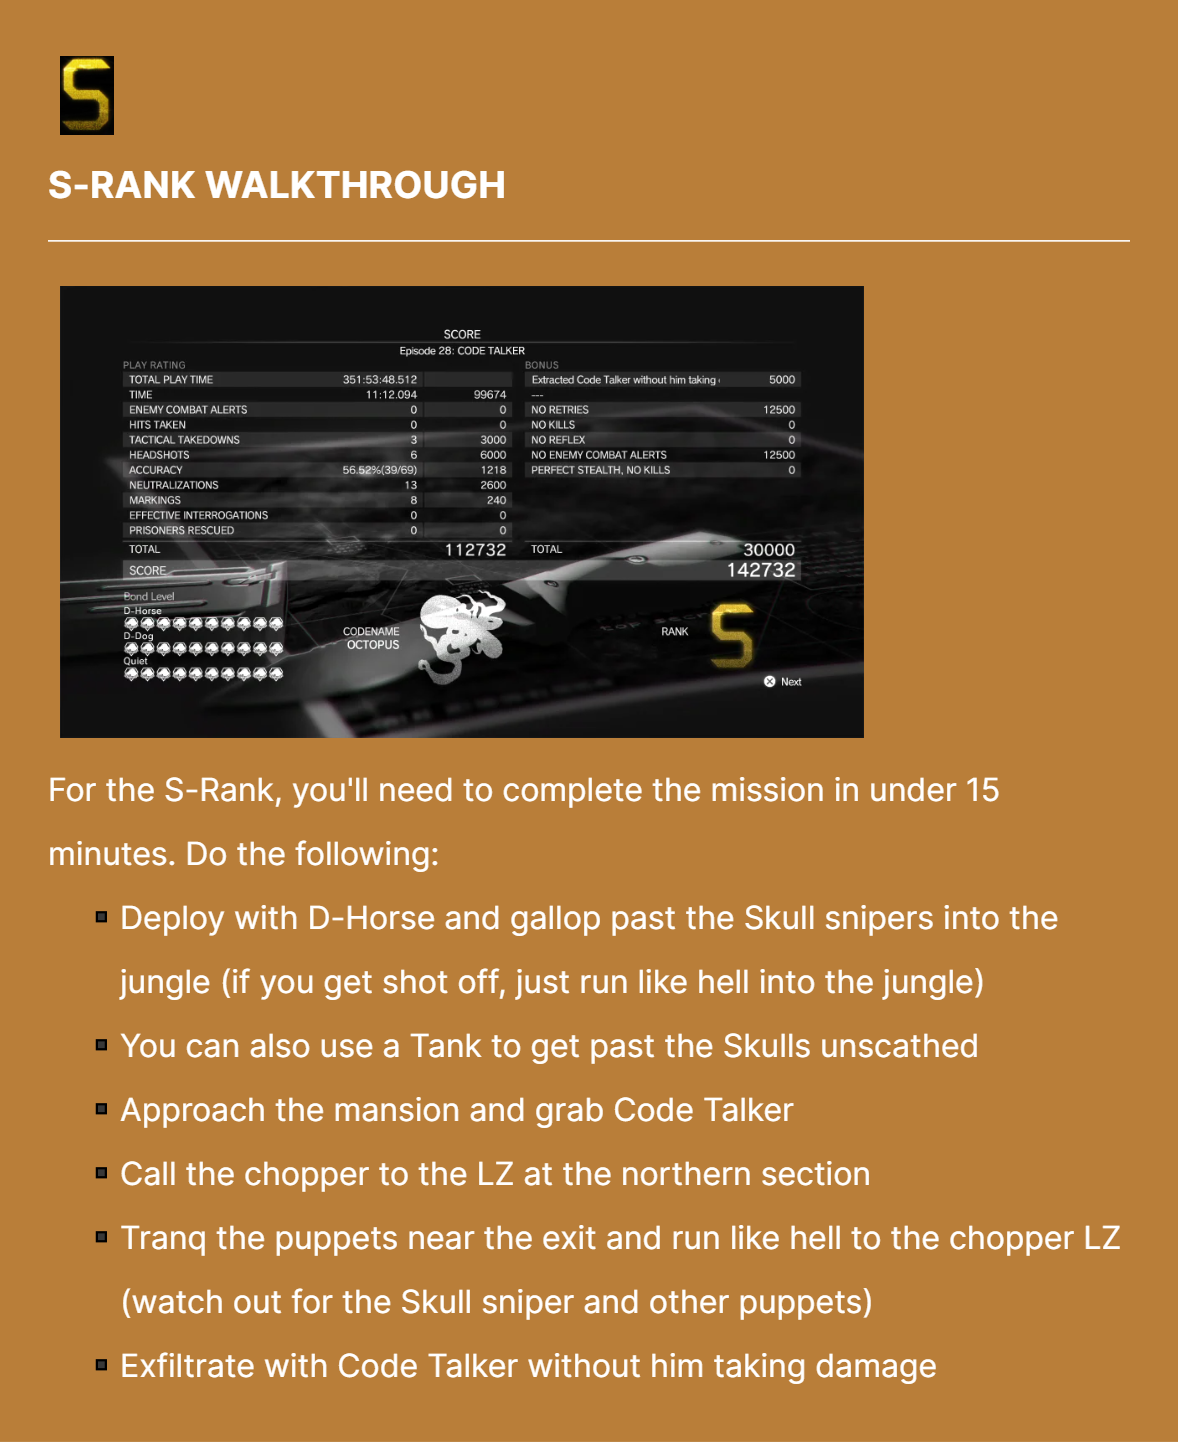 S
S-RANK WALKTHROUGH
SCORE
Episode 28: CODE TALKER
PLAY RATING
BONUS
TOTAL PLAY TIME 351:53:48.512
Extracted Code Talker without him taking 5000
TIME 11:12.094 99674
---
ENEMY COMBAT ALERTS 0 0
NO RETRIES 12500
HITS TAKEN 0 0
NO KILLS 0
TACTICAL TAKEDOWNS 3 3000
NO REFLEX 0
HEADSHOTS 6 6000
NO ENEMY COMBAT ALERTS 12500
ACCURACY 56.52%(39/69) 1218
PERFECT STEALTH, NO KILLS 0
NEUTRALIZATIONS 13 2600
MARKINGS 8 240
EFFECTIVE INTERROGATIONS 0 0
PRISONERS RESCUED 0 0
TOTAL 112732
TOTAL 30000
SCORE 142732
Bond Level
D-Horse
D-Dog
Quiet
CODENAME
OCTOPUS
RANK S
Next
For the S-Rank, you'll need to complete the mission in under 15
minutes. Do the following:
Deploy with D-Horse and gallop past the Skull snipers into the
jungle (if you get shot off, just run like hell into the jungle)
You can also use a Tank to get past the Skulls unscathed
Approach the mansion and grab Code Talker
Call the chopper to the LZ at the northern section
Tranq the puppets near the exit and run like hell to the chopper LZ
(watch out for the Skull sniper and other puppets)
Exfiltrate with Code Talker without him taking damage